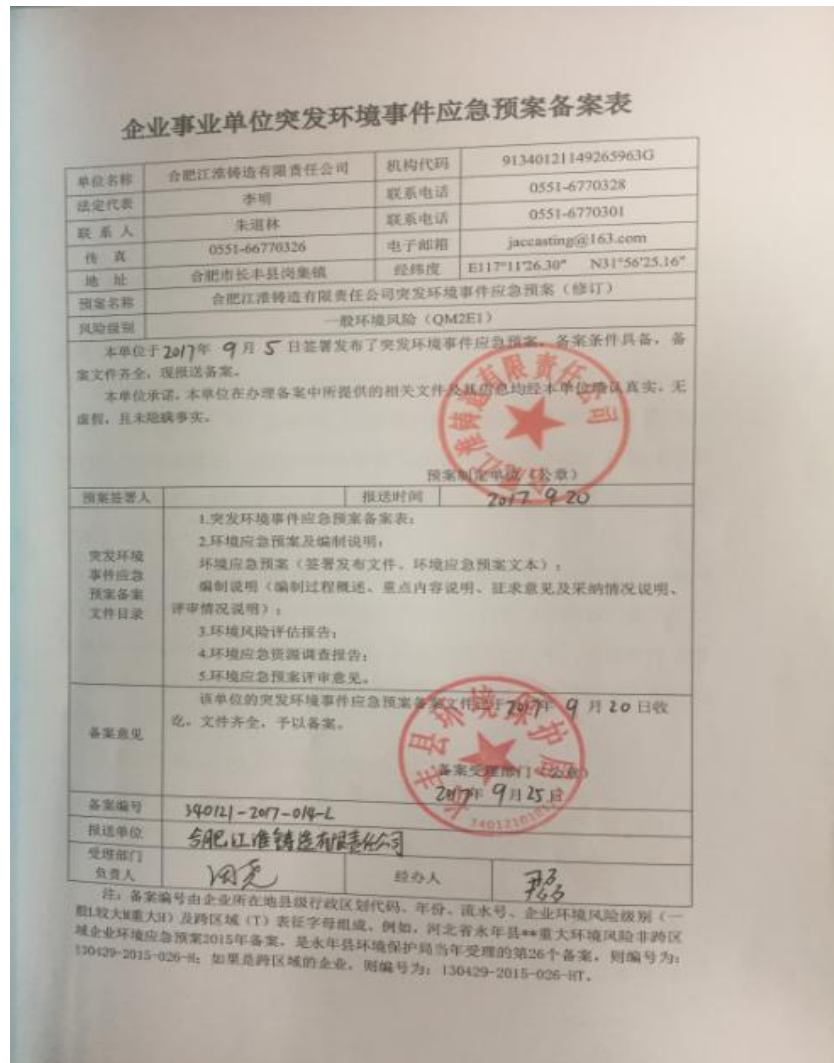 企业事业单位突发环境事件应急预案备案表
单位名称 合肥江淮铸造有限责任公司 机构代码 91340121149265963G
法定代表 李明 联系电话 0551-6770328
联系人 朱道林 联系电话 0551-6770301
传真 0551-66770326 电子邮箱 jaccasting@163.com
地址 合肥市长丰县岗集镇 经纬度 E117°11'26.30" N31°56'25.16"
预案名称 合肥江淮铸造有限责任公司突发环境事件应急预案（修订）
风险级别 一般环境风险（QM2E1）
本单位于2017年 9月 5 日签署发布了突发环境事件应急预案，备案条件具备，备
案文件齐全，现报送备案。
本单位承诺，本单位在办理备案中所提供的相关文件及其信息均经本单位确认真实，无
虚假，且未隐瞒事实。
预案制定单位（公章）
预案签署人 报送时间 2017 9 20
突发环境
事件应急
预案备案
文件目录
1.突发环境事件应急预案备案表；
2.环境应急预案及编制说明；
环境应急预案（签署发布文件、环境应急预案文本）；
编制说明（编制过程概述、重点内容说明、征求意见及采纳情况说明、
评审情况说明）；
3.环境风险评估报告；
4.环境应急资源调查报告；
5.环境应急预案评审意见。
备案意见
该单位的突发环境事件应急预案备案文件已于2017年 9 月 20 日收
讫，文件齐全，予以备案。
长丰县环境保护局
备案受理部门（公章）
2017年 9月25日
备案编号 340121-2017-014-L
报送单位 合肥江淮铸造有限责任公司
受理部门
负责人 经办人
注：备案编号由企业所在地县级行政区划代码、年份、流水号、企业环境风险级别（一
般L较大M重大H）及跨区域（T）表征字母组成。例如，河北省永年县**重大环境风险非跨区
域企业环境应急预案2015年备案，是永年县环境保护局当年受理的第26个备案，则编号为：
130429-2015-026-H；如果是跨区域的企业，则编号为：130429-2015-026-HT。